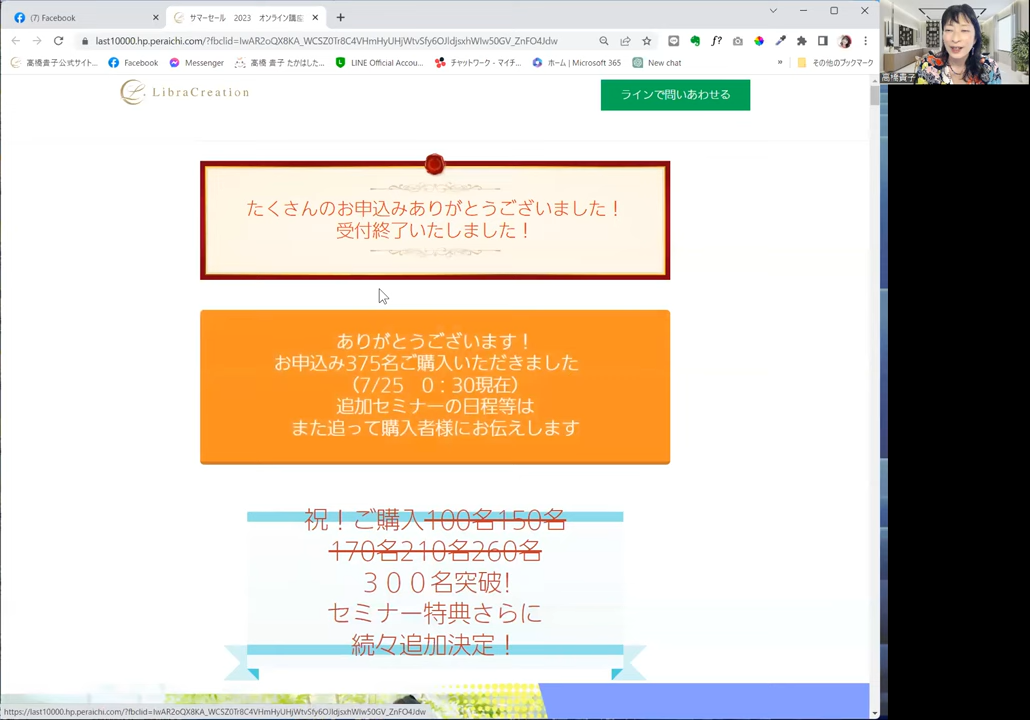 (7) Facebook
サマーセール 2023 オンライン講座
last10000.hp.peraichi.com/?fbclid=IwAR2oQX8KA_WCSZ0Tr8C4VHmHyUHjWtvSfy6OJldjsxhWIw50GV_ZnFO4Jdw
f?
高橋貴子公式サイト...
Facebook
Messenger
高橋 貴子 たかはした...
LINE Official Accou...
チャットワーク - マイチ...
ホーム | Microsoft 365
New chat
»
その他のブックマーク
高橋貴子
LibraCreation
ラインで問いあわせる
たくさんのお申込みありがとうございました！
受付終了いたしました！
ありがとうございます！
お申込み375名ご購入いただきました
（7/25　0：30現在）
追加セミナーの日程等は
また追って購入者様にお伝えします
祝！ご購入100名150名
170名210名260名
３００名突破!
セミナー特典さらに
続々追加決定！
https://last10000.hp.peraichi.com/?fbclid=IwAR2oQX8KA_WCSZ0Tr8C4VHmHyUHjWtvSfy6OJldjsxhWIw50GV_ZnFO4Jdw